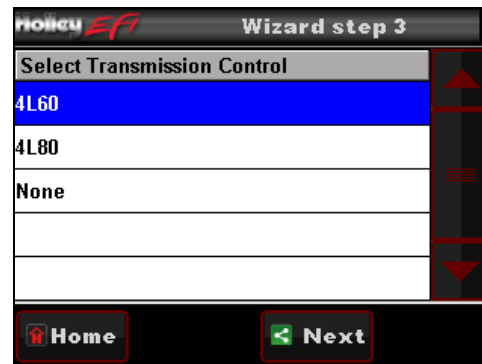 Holley EFI Wizard step 3
Select Transmission Control
4L60
4L80
None
Home Next